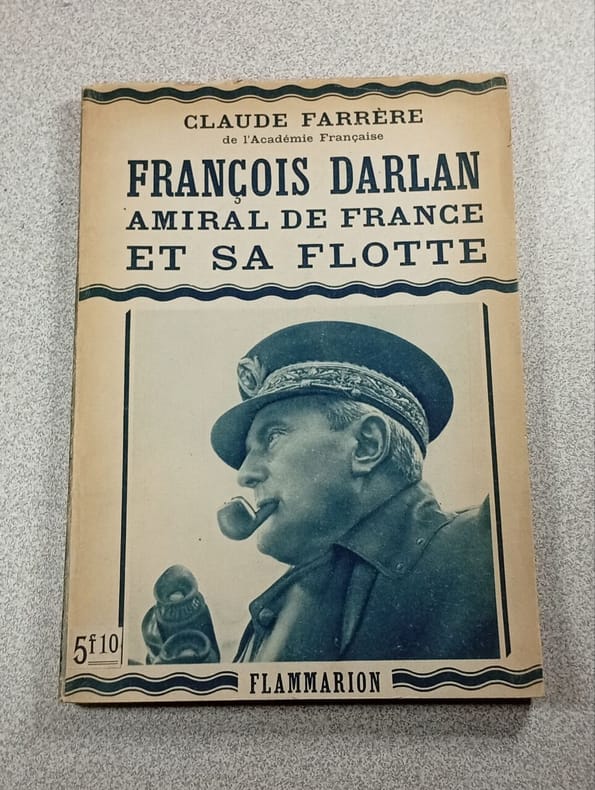 CLAUDE FARRÈRE
de l'Académie Française
FRANÇOIS DARLAN
AMIRAL DE FRANCE
ET SA FLOTTE
5f10
FLAMMARION